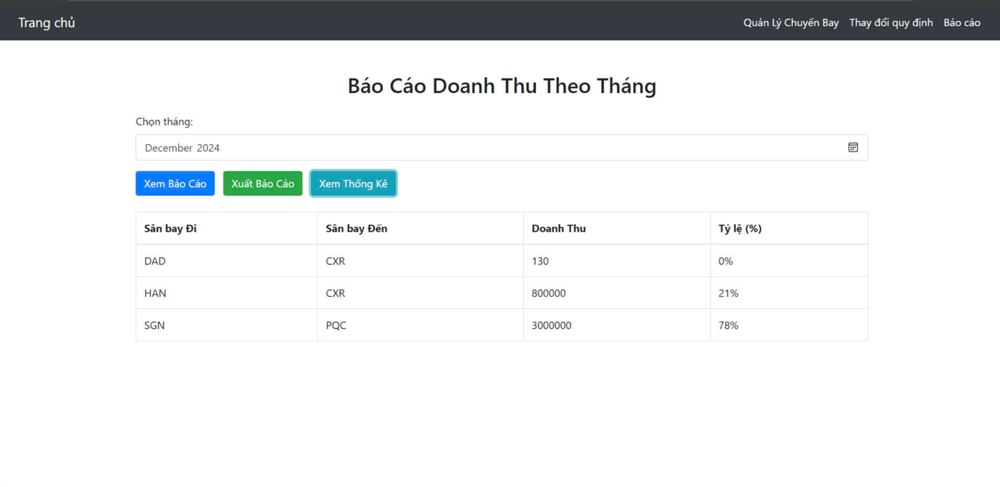 Trang chủ Quản Lý Chuyến Bay Thay đổi quy định Báo cáo
Báo Cáo Doanh Thu Theo Tháng
Chọn tháng:
December 2024
Xem Báo Cáo Xuất Báo Cáo Xem Thống Kê
Sân bay Đi Sân bay Đến Doanh Thu Tỷ lệ (%)
DAD CXR 130 0%
HAN CXR 800000 21%
SGN PQC 3000000 78%